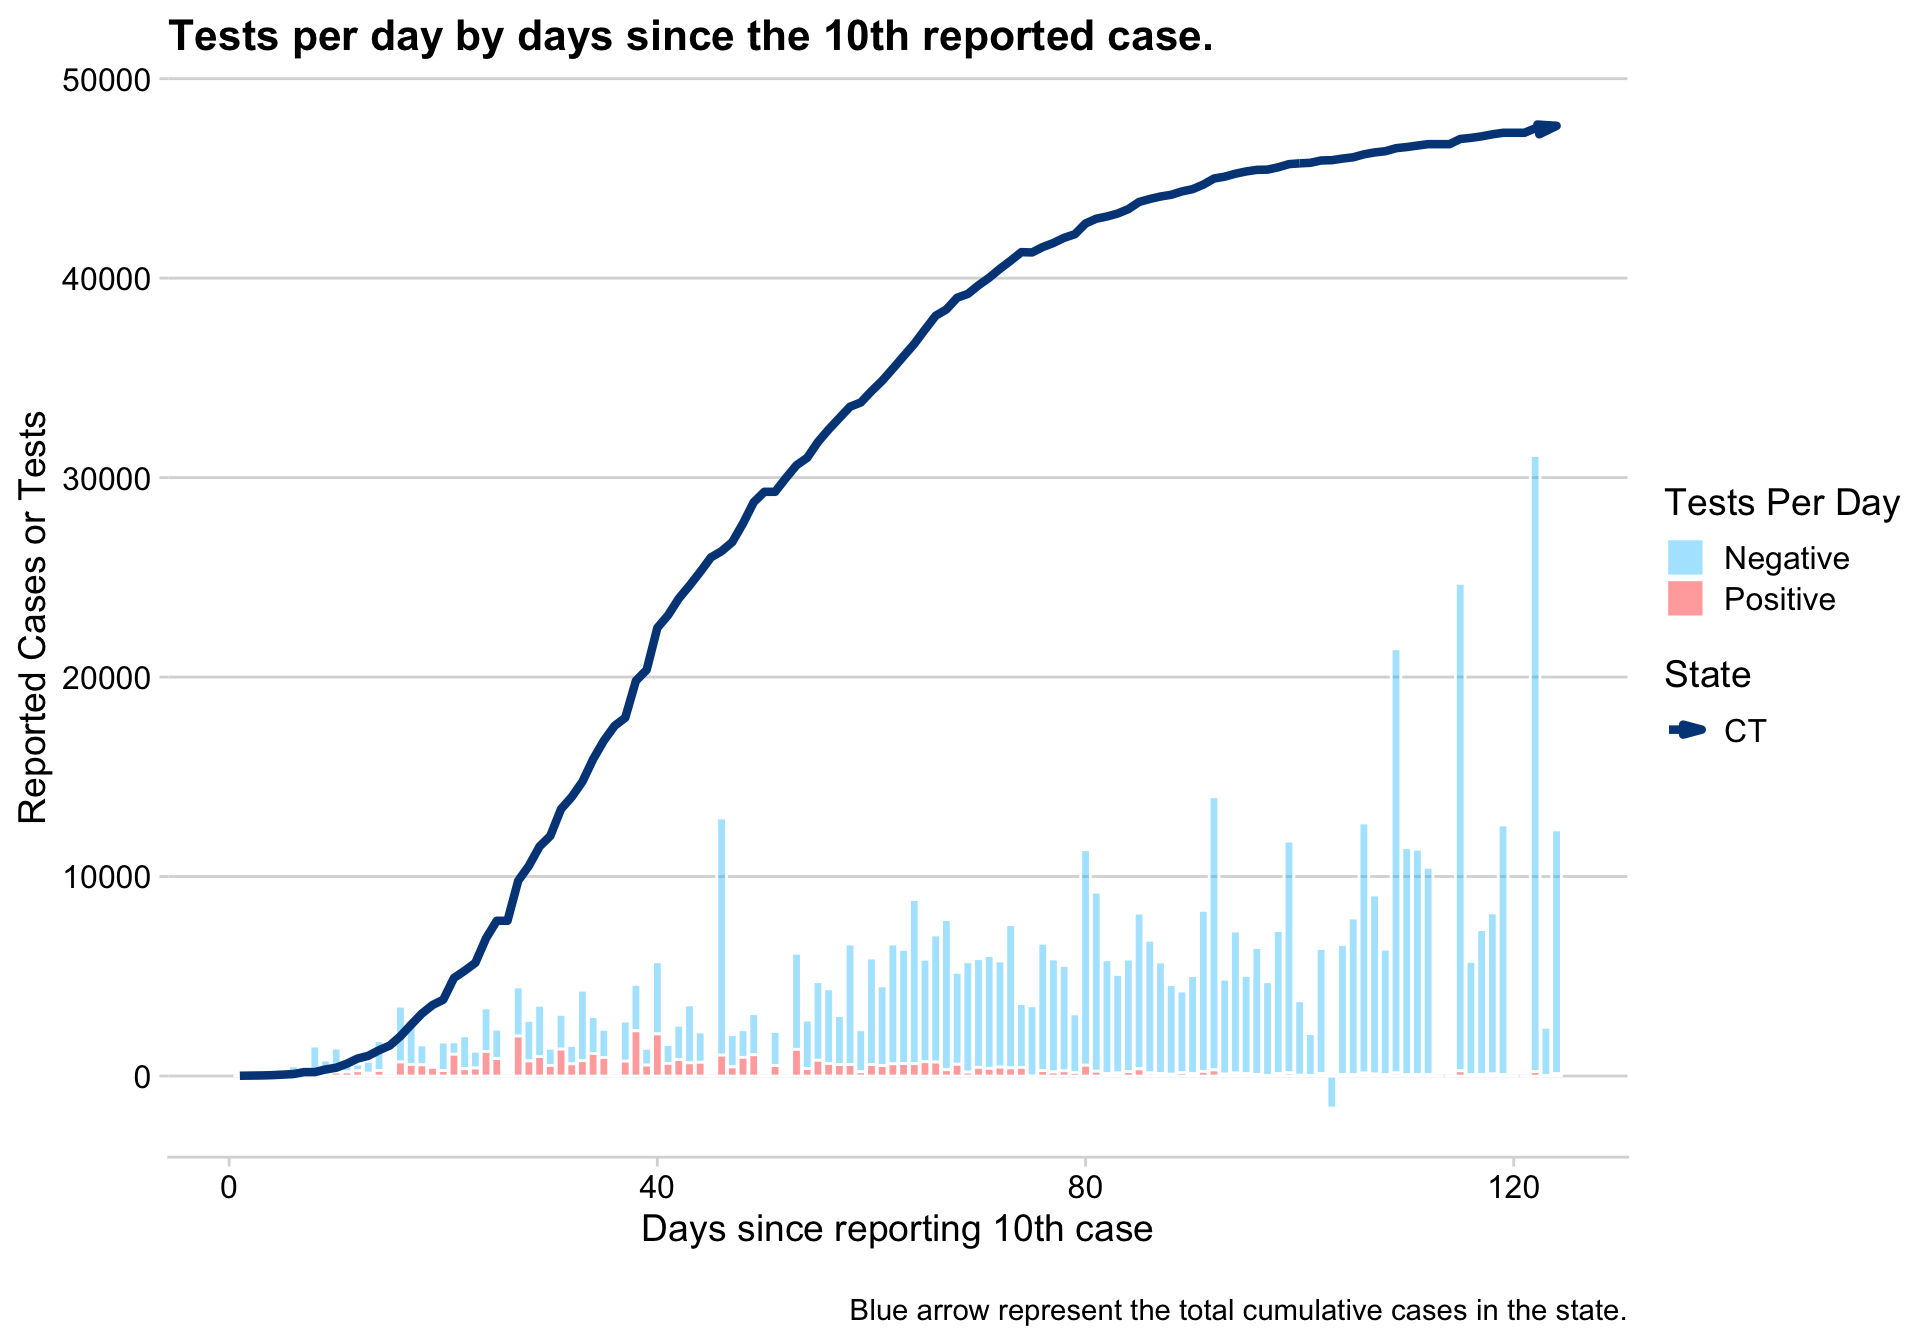 Tests per day by days since the 10th reported case.
50000
40000
30000
20000
10000
0
Reported Cases or Tests
0 40 80 120
Days since reporting 10th case
Tests Per Day
Negative
Positive
State
CT
Blue arrow represent the total cumulative cases in the state.